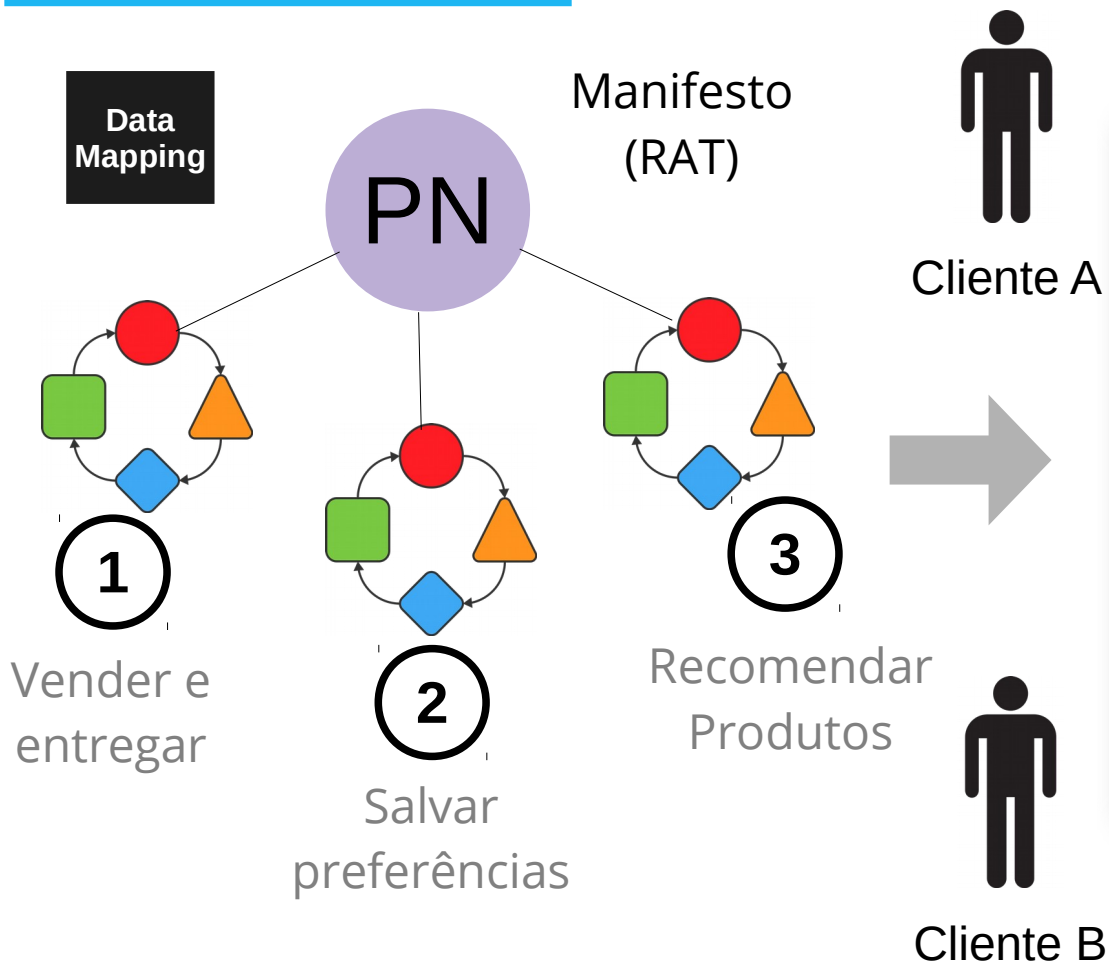 Data
Mapping
PN
Manifesto
(RAT)
Cliente A
1
Vender e
entregar
2
Salvar
preferências
3
Recomendar
Produtos
Cliente B